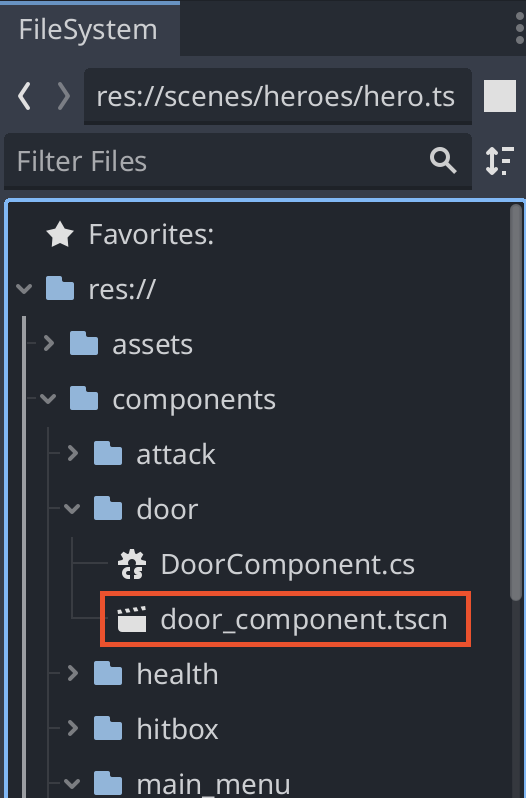 FileSystem
res://scenes/heroes/hero.ts
Filter Files
Favorites:
res://
assets
components
attack
door
DoorComponent.cs
door_component.tscn
health
hitbox
main_menu